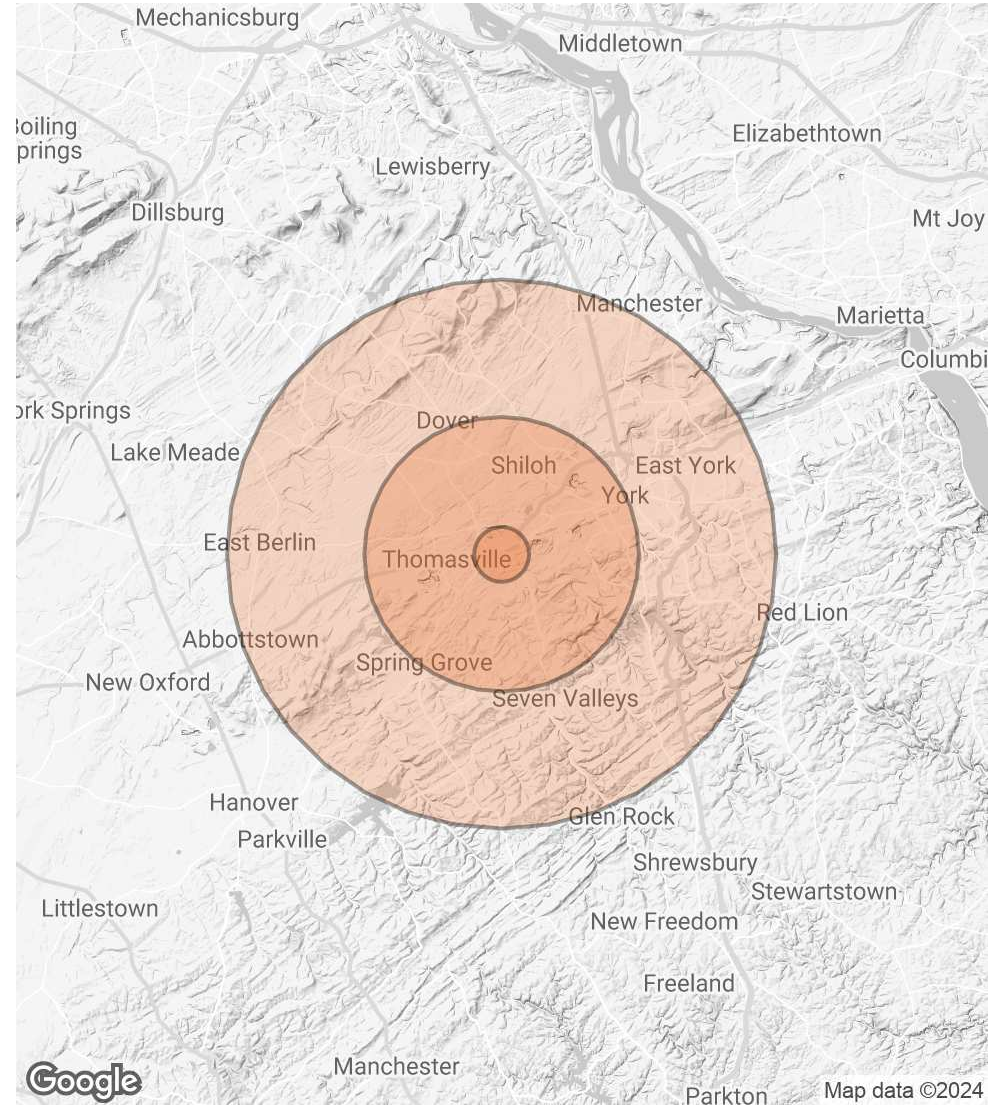 Mechanicsburg
Middletown
Boiling
prings
Elizabethtown
Lewisberry
Dillsburg
Mt Joy
Manchester
Marietta
Columbi
ork Springs
Dover
Lake Meade
Shiloh
East York
York
East Berlin
Thomasville
Red Lion
Abbottstown
Spring Grove
New Oxford
Seven Valleys
Hanover
Glen Rock
Parkville
Shrewsbury
Stewartstown
Littlestown
New Freedom
Freeland
Manchester
Google
Parkton
Map data ©2024